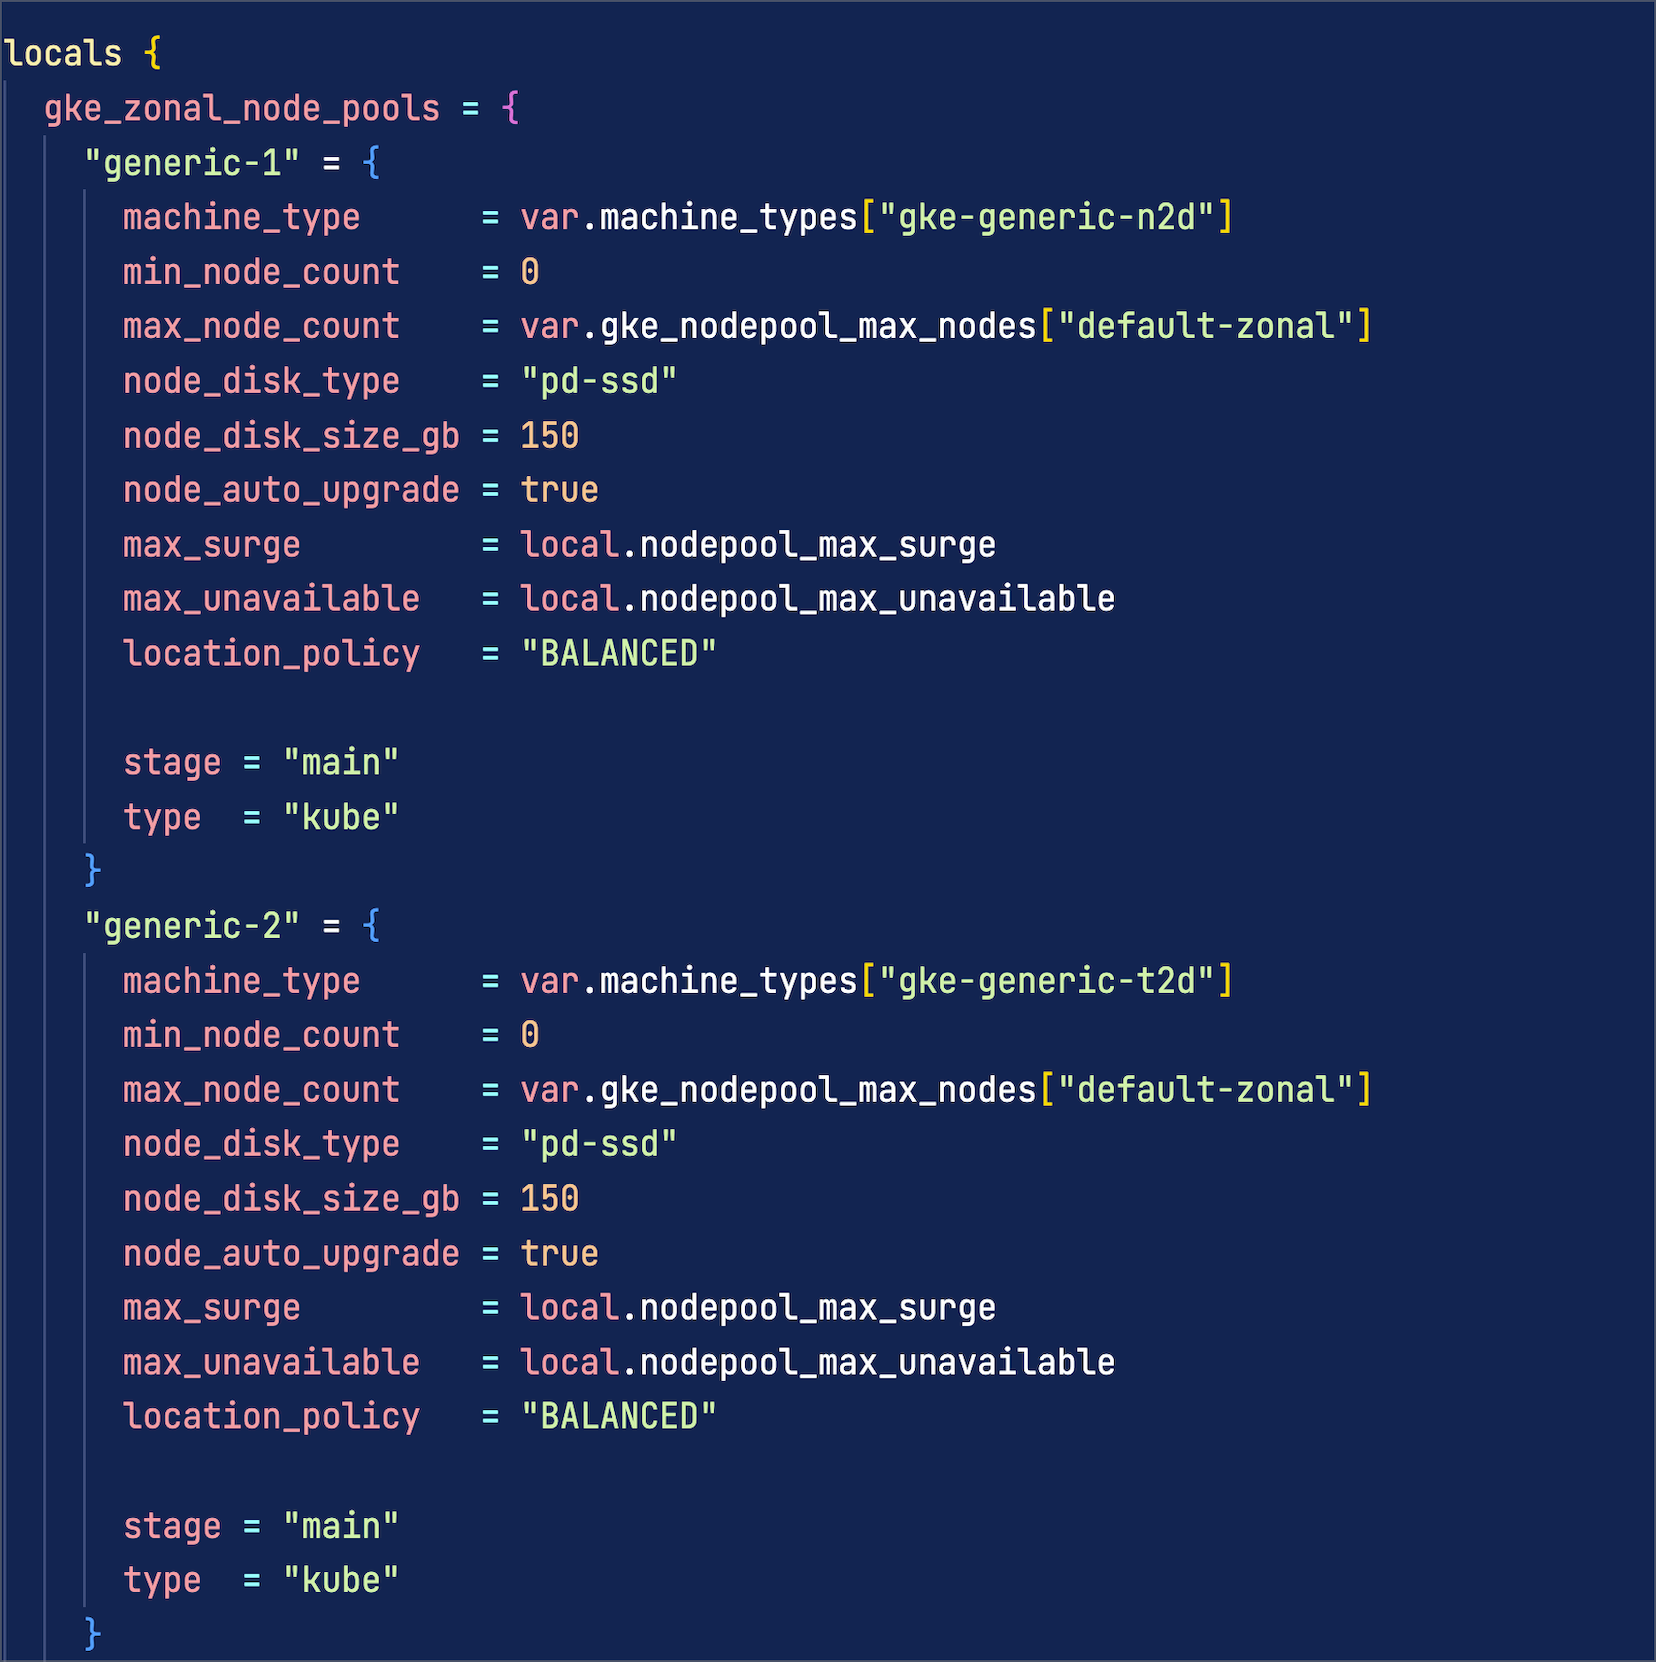 locals {
  gke_zonal_node_pools = {
    "generic-1" = {
      machine_type      = var.machine_types["gke-generic-n2d"]
      min_node_count    = 0
      max_node_count    = var.gke_nodepool_max_nodes["default-zonal"]
      node_disk_type    = "pd-ssd"
      node_disk_size_gb = 150
      node_auto_upgrade = true
      max_surge         = local.nodepool_max_surge
      max_unavailable   = local.nodepool_max_unavailable
      location_policy   = "BALANCED"

      stage = "main"
      type  = "kube"
    }
    "generic-2" = {
      machine_type      = var.machine_types["gke-generic-t2d"]
      min_node_count    = 0
      max_node_count    = var.gke_nodepool_max_nodes["default-zonal"]
      node_disk_type    = "pd-ssd"
      node_disk_size_gb = 150
      node_auto_upgrade = true
      max_surge         = local.nodepool_max_surge
      max_unavailable   = local.nodepool_max_unavailable
      location_policy   = "BALANCED"

      stage = "main"
      type  = "kube"
    }